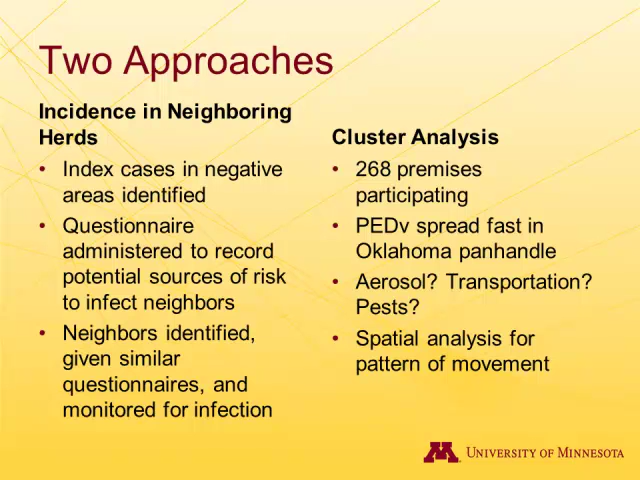 Two Approaches
Incidence in Neighboring
Herds
• Index cases in negative
areas identified
• Questionnaire
administered to record
potential sources of risk
to infect neighbors
• Neighbors identified,
given similar
questionnaires, and
monitored for infection
Cluster Analysis
• 268 premises
participating
• PEDv spread fast in
Oklahoma panhandle
• Aerosol? Transportation?
Pests?
• Spatial analysis for
pattern of movement
M University of Minnesota